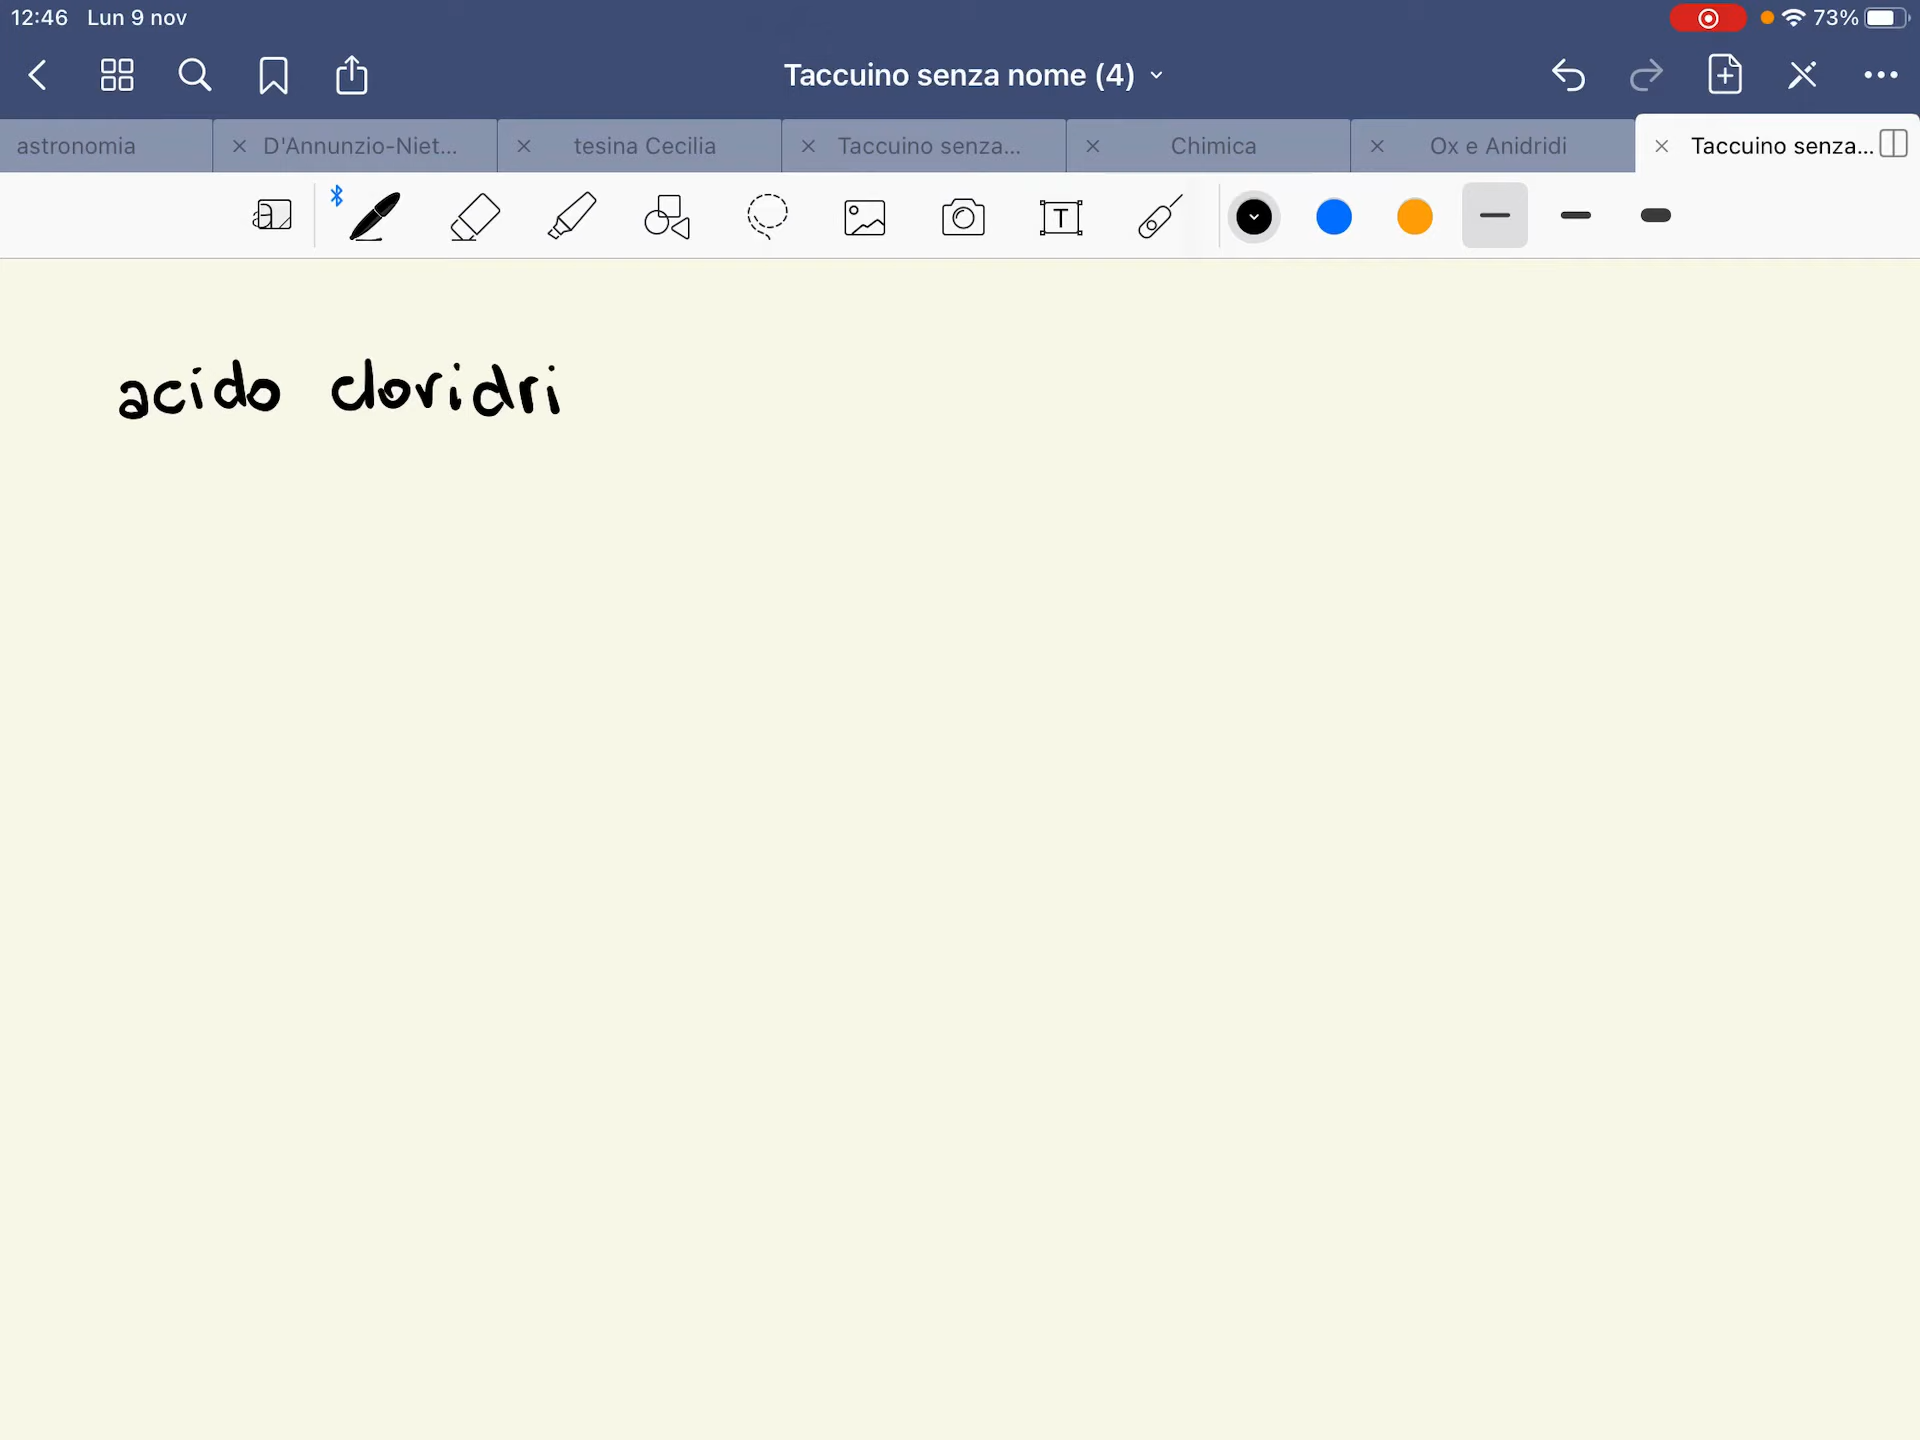 12:46 Lun 9 nov 73%
Taccuino senza nome (4)
astronomia D'Annunzio-Niet... tesina Cecilia Taccuino senza... Chimica Ox e Anidridi Taccuino senza...
acido cloridri